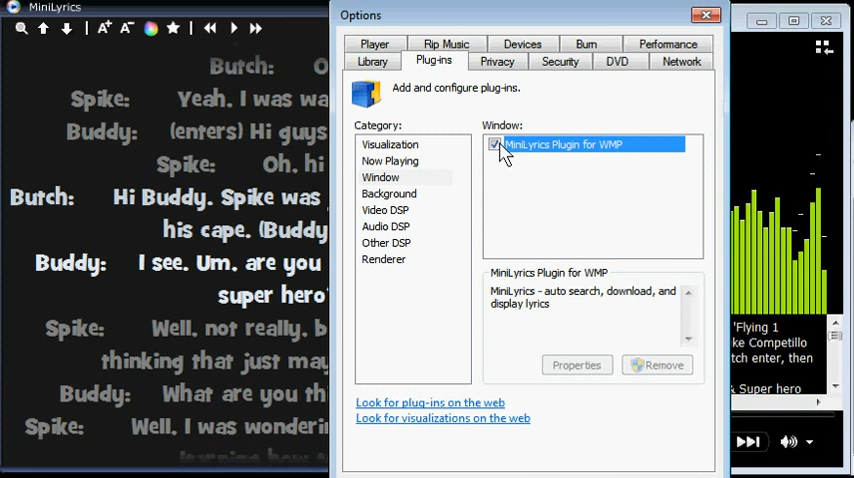 MiniLyrics
A+ A-
Butch: O
Spike: Yeah, I was wa
Buddy: (enters) Hi guys
Spike: Oh, hi
Butch: Hi Buddy. Spike was
his cape. (Buddy
Buddy: I see. Um, are you
super hero
Spike: Well, not really, b
thinking that just may
Buddy: What are you thi
Spike: Well, I was wonderi
Options
Player Rip Music Devices Burn Performance
Library Plug-ins Privacy Security DVD Network
Add and configure plug-ins.
Category:
Visualization
Now Playing
Window
Background
Video DSP
Audio DSP
Other DSP
Renderer
Window:
MiniLyrics Plugin for WMP
MiniLyrics Plugin for WMP
MiniLyrics - auto search, download, and
display lyrics
Properties Remove
Look for plug-ins on the web
Look for visualizations on the web
'Flying 1
ke Competillo
tch enter, then
& Super hero